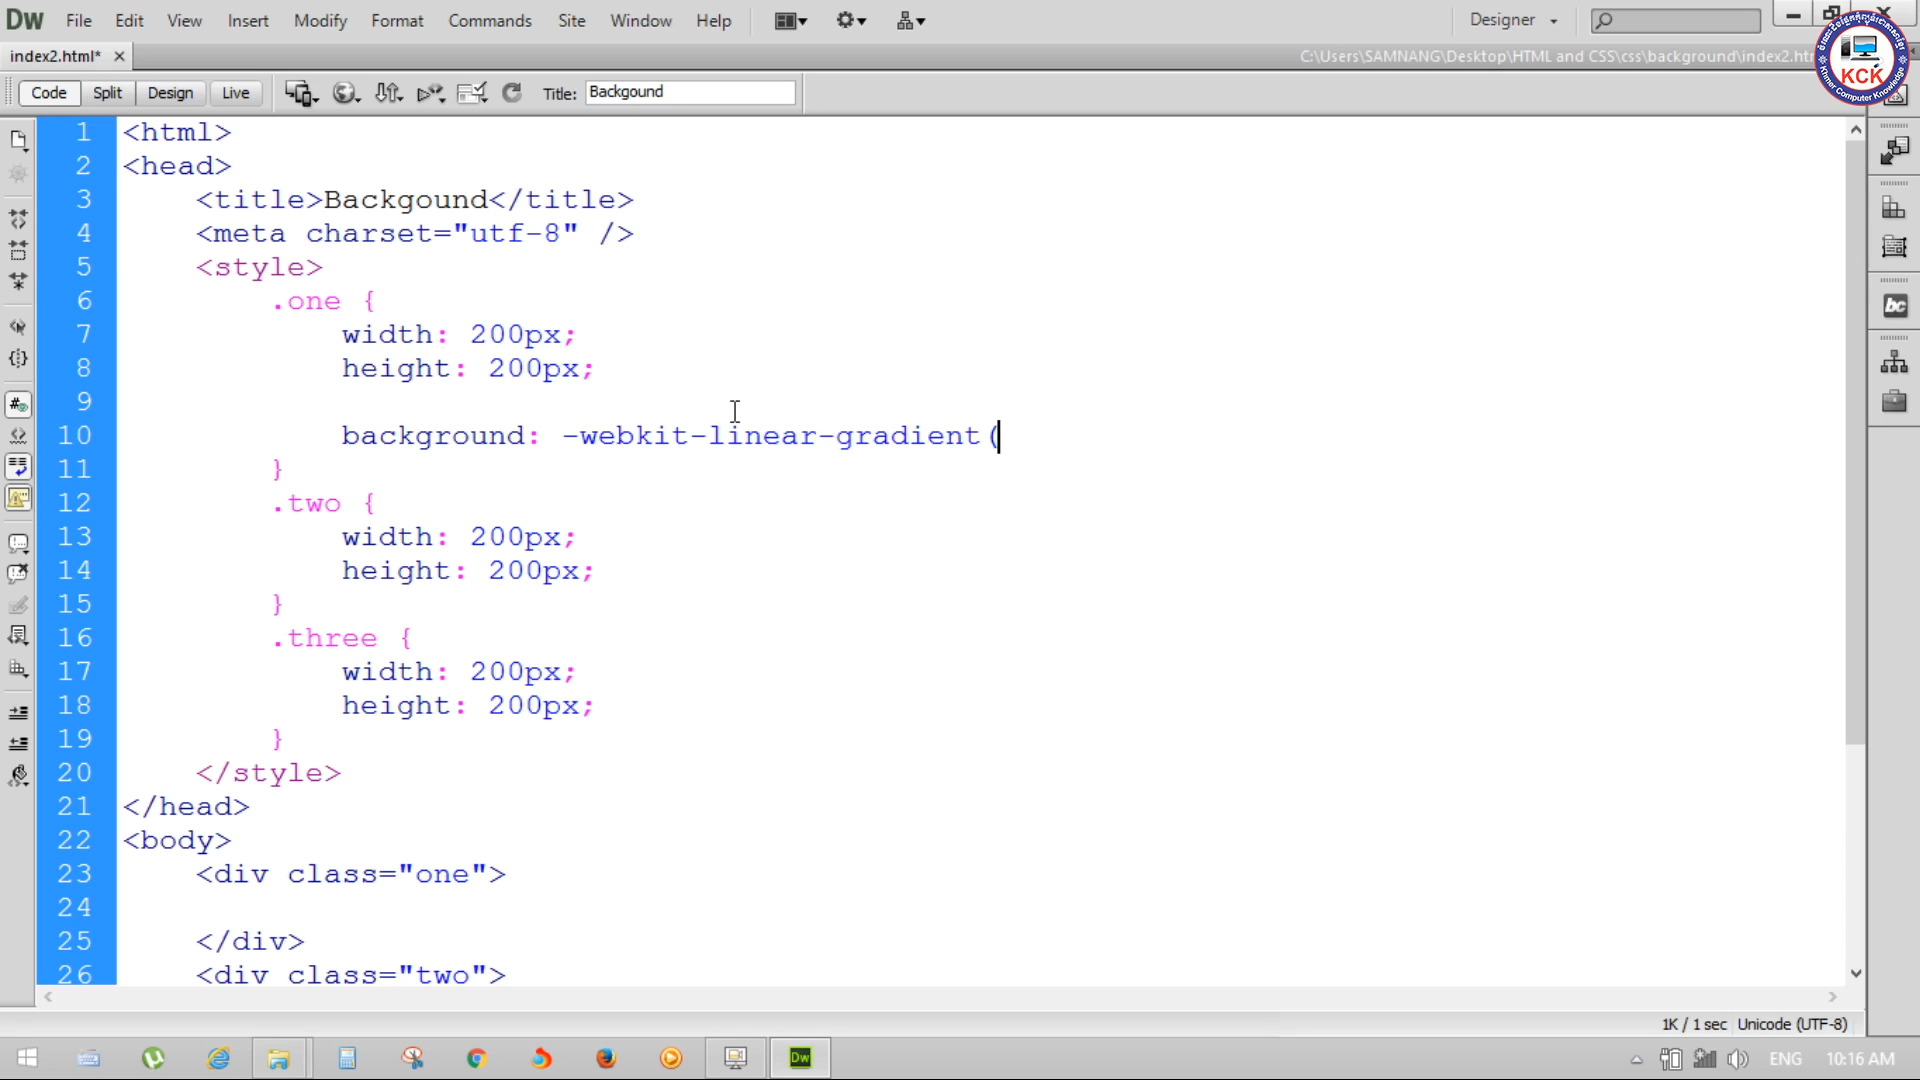 Dw File Edit View Insert Modify Format Commands Site Window Help Designer
index2.html* C:\Users\SAMNANG\Desktop\HTML and CSS\css\background\index2.htm
Code Split Design Live Title: Backgound
KCK
1 <html>
2 <head>
3 <title>Backgound</title>
4 <meta charset="utf-8" />
5 <style>
6 .one {
7 width: 200px;
8 height: 200px;
9
10 background: -webkit-linear-gradient(
11 }
12 .two {
13 width: 200px;
14 height: 200px;
15 }
16 .three {
17 width: 200px;
18 height: 200px;
19 }
20 </style>
21 </head>
22 <body>
23 <div class="one">
24
25 </div>
26 <div class="two">
1K / 1 sec Unicode (UTF-8)
Dw ENG 10:16 AM